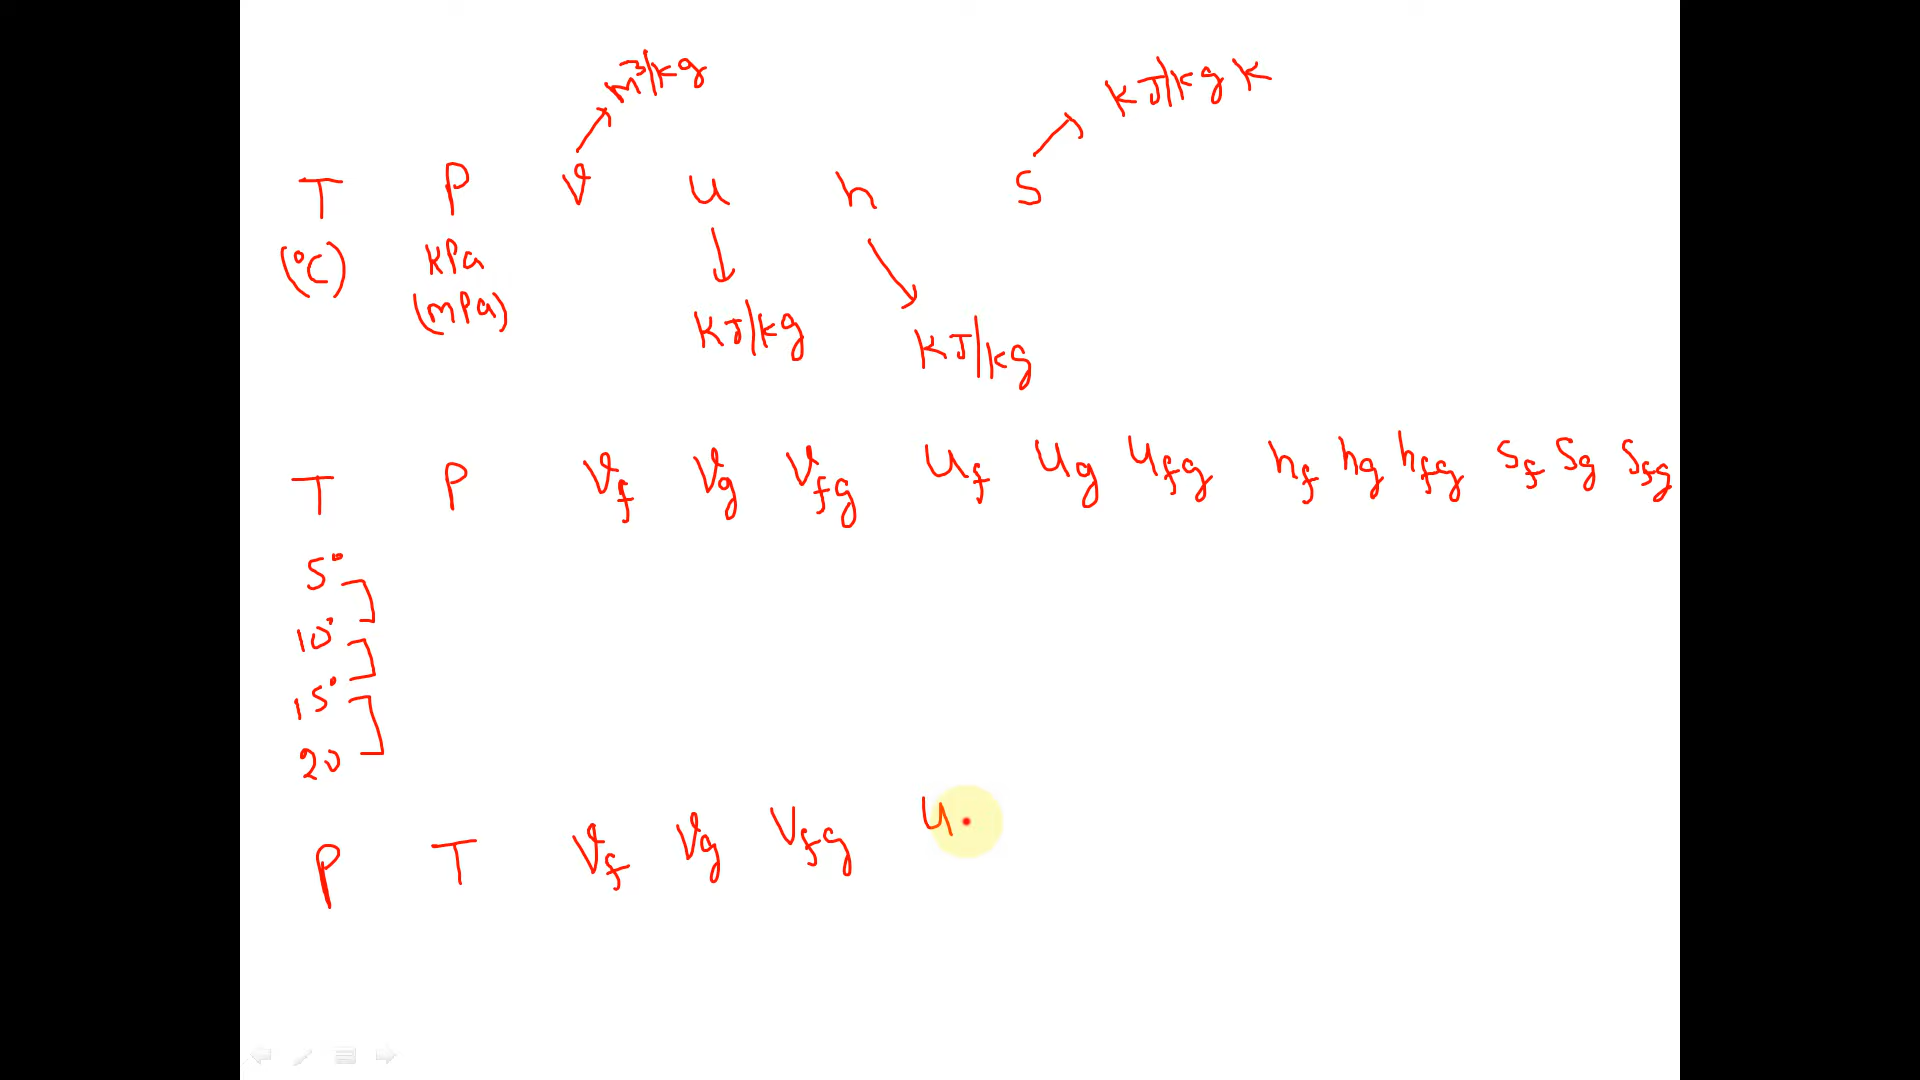 m³/kg kJ/kg K
T P v u h s
(°C) kPa
(mPa) kJ/kg kJ/kg
T P vf vg vfg uf ug ufg hf hg hfg sf sg sfg
5°
10°
15°
20
P T vf vg vfg u